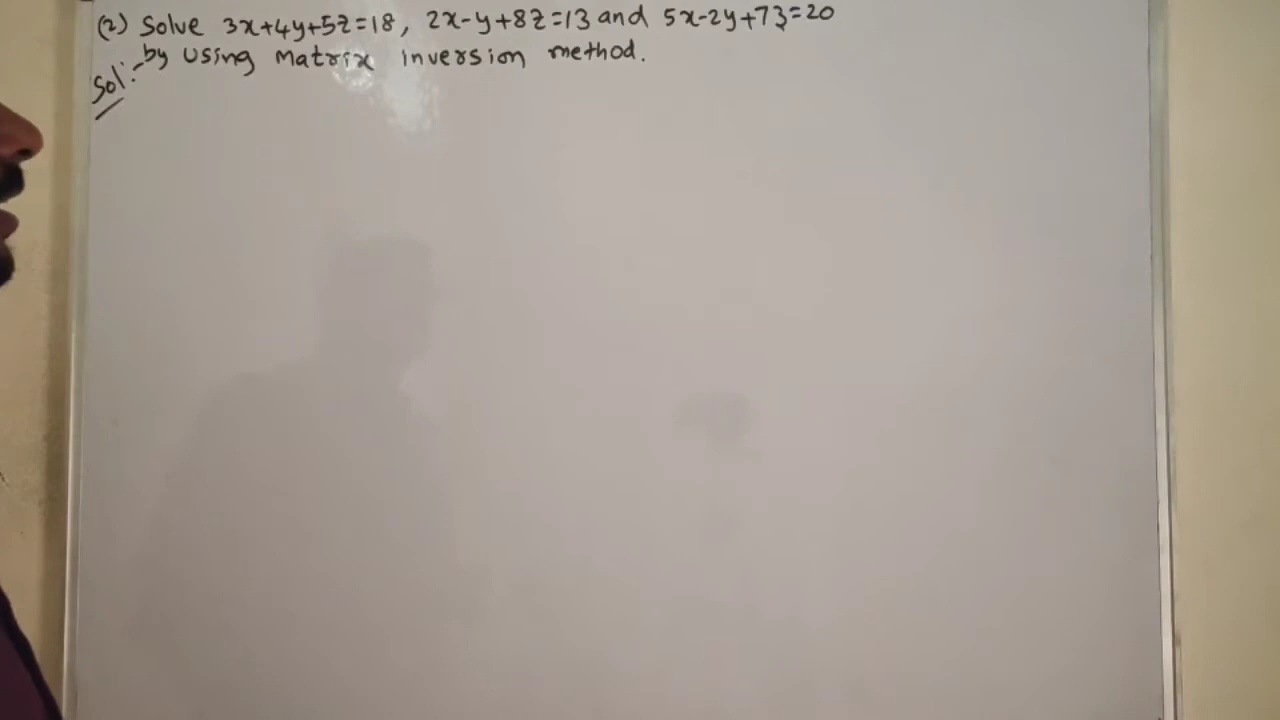 (2) Solve 3x+4y+5z=18, 2x-y+8z=13 and 5x-2y+7z=20
by using matrix inversion method.
Sol:-